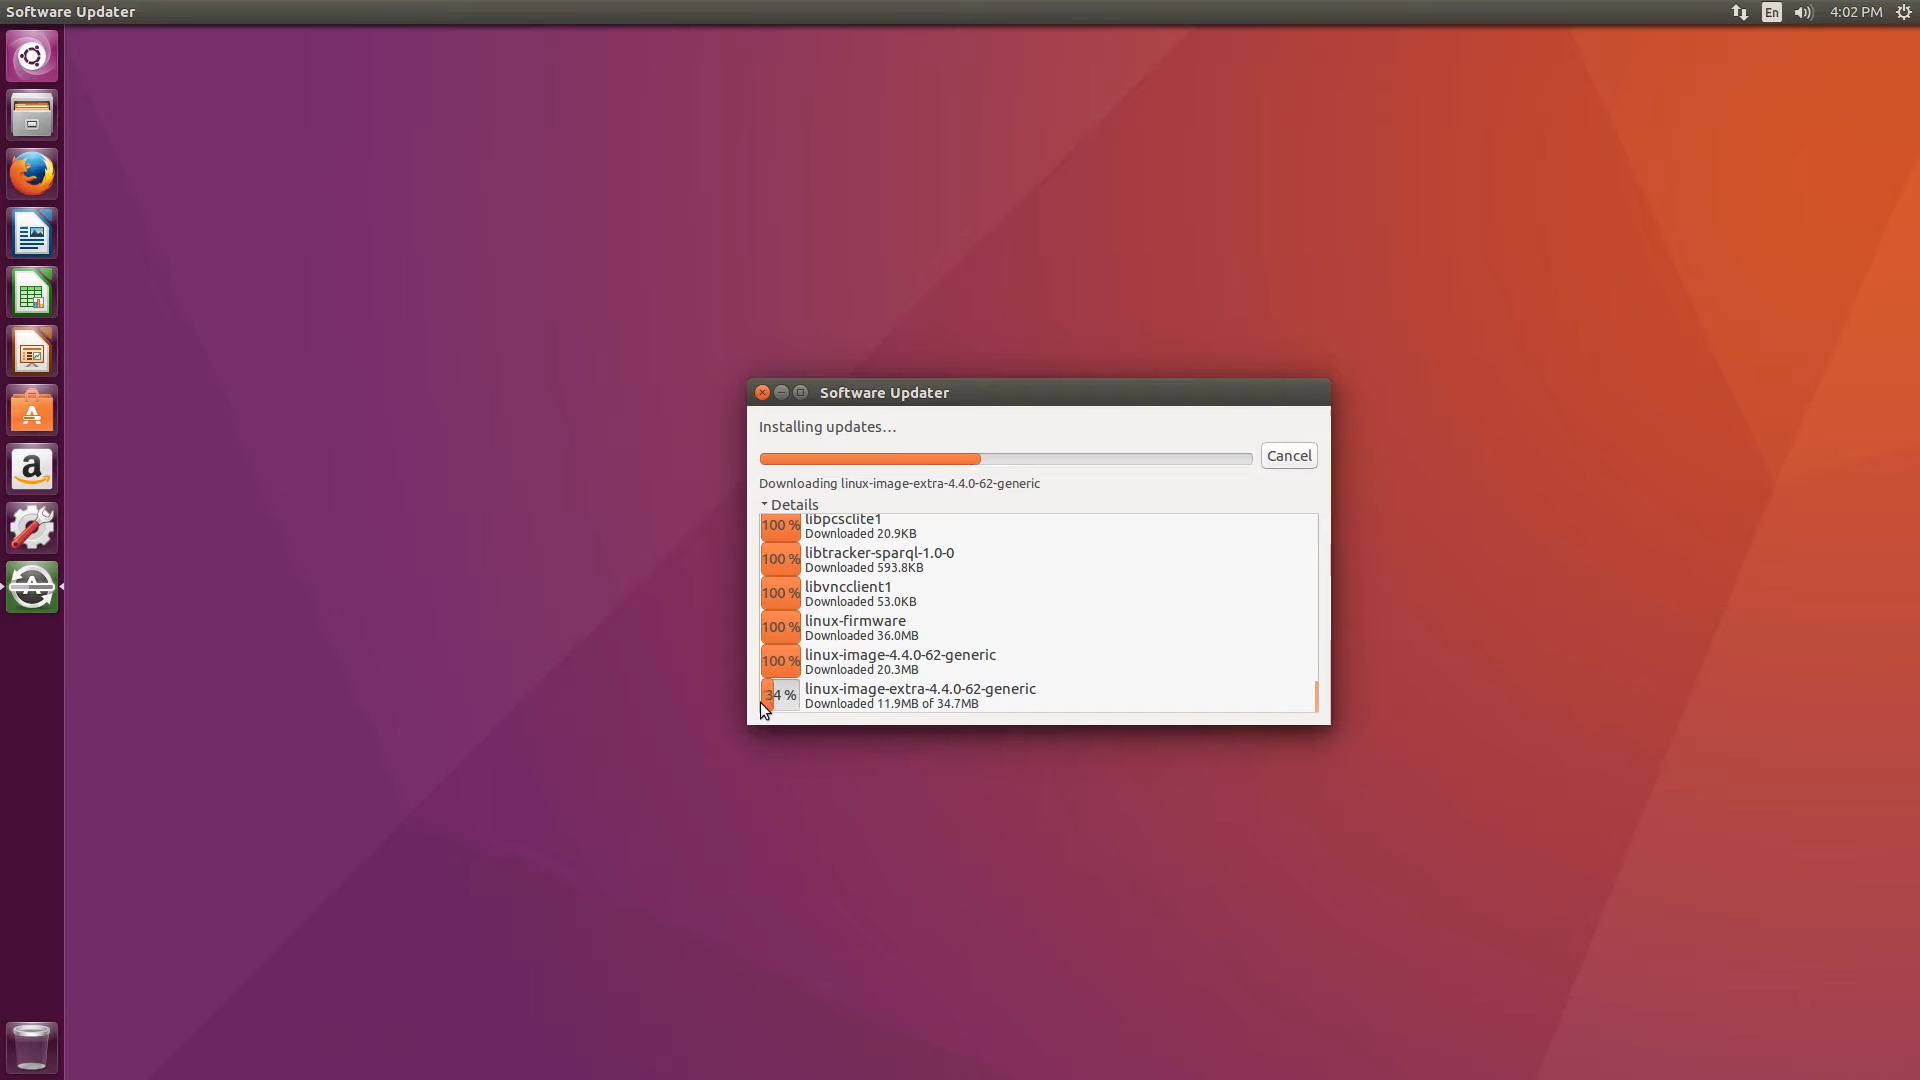 Software Updater
En
4:02 PM
Software Updater
Installing updates…
Cancel
Downloading linux-image-extra-4.4.0-62-generic
Details
100 %
libpcsclite1
Downloaded 20.9KB
100 %
libtracker-sparql-1.0-0
Downloaded 593.8KB
100 %
libvncclient1
Downloaded 53.0KB
100 %
linux-firmware
Downloaded 36.0MB
100 %
linux-image-4.4.0-62-generic
Downloaded 20.3MB
34 %
linux-image-extra-4.4.0-62-generic
Downloaded 11.9MB of 34.7MB